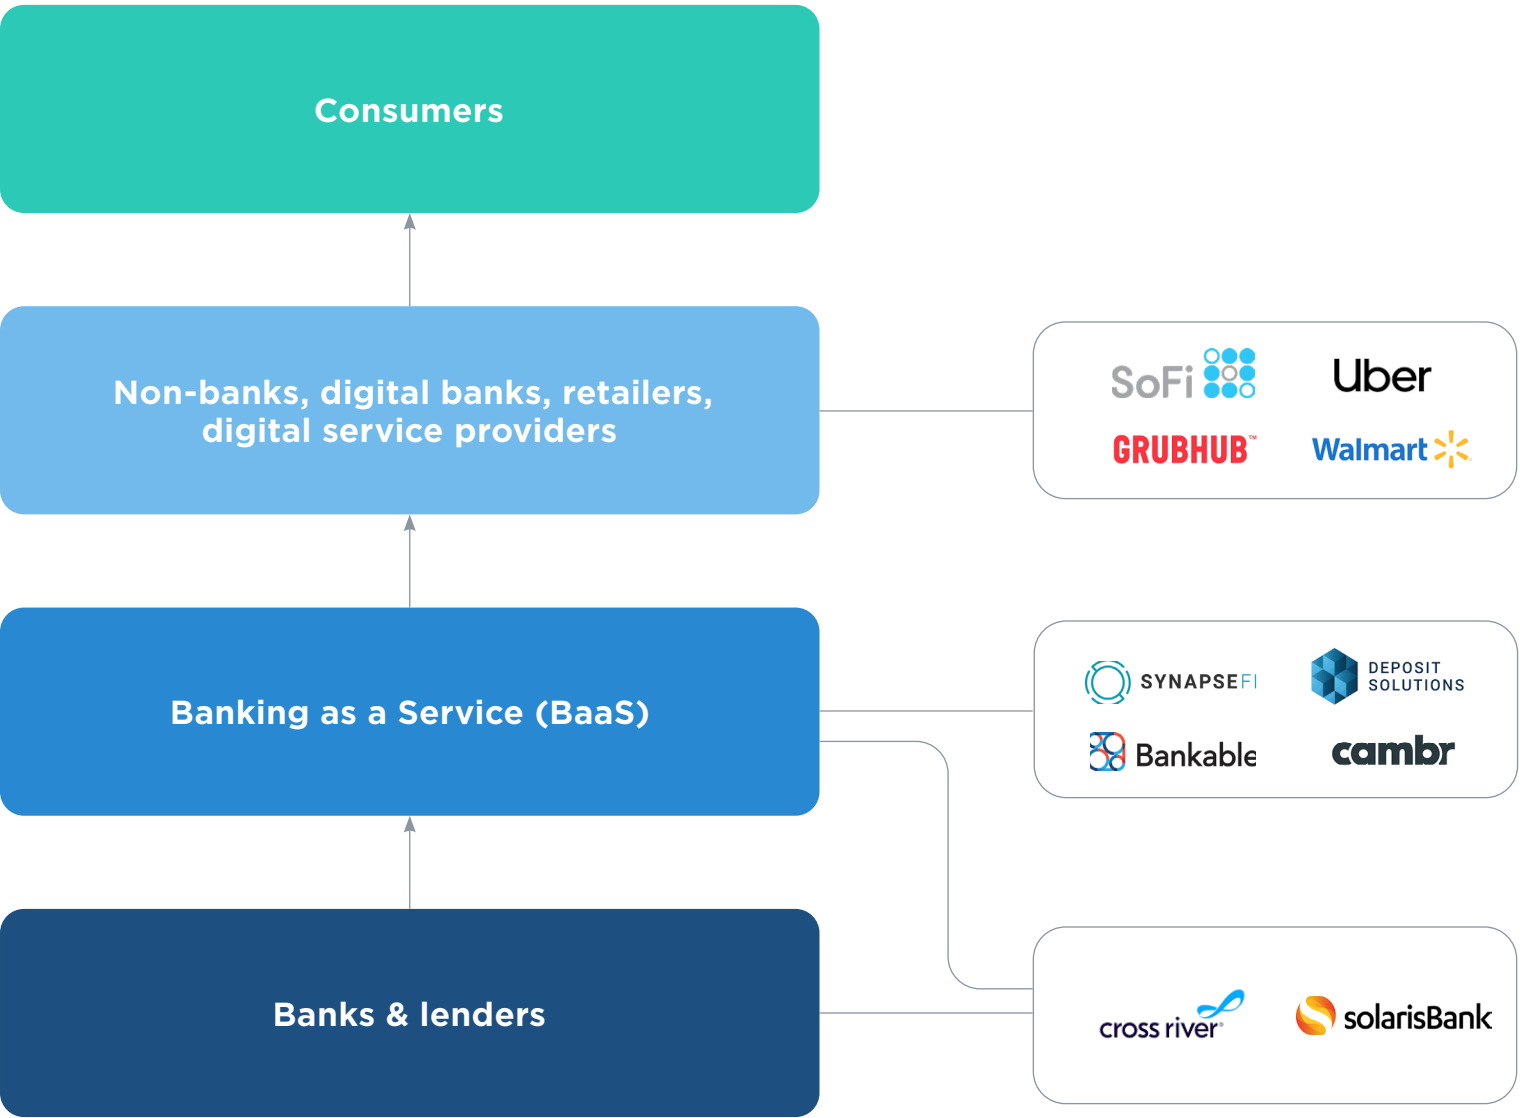 Consumers
Non-banks, digital banks, retailers,
digital service providers
SoFi
Uber
GRUBHUB™
Walmart
Banking as a Service (BaaS)
SYNAPSEFI
DEPOSIT
SOLUTIONS
Bankable
cambr
Banks & lenders
cross river®
solarisBank